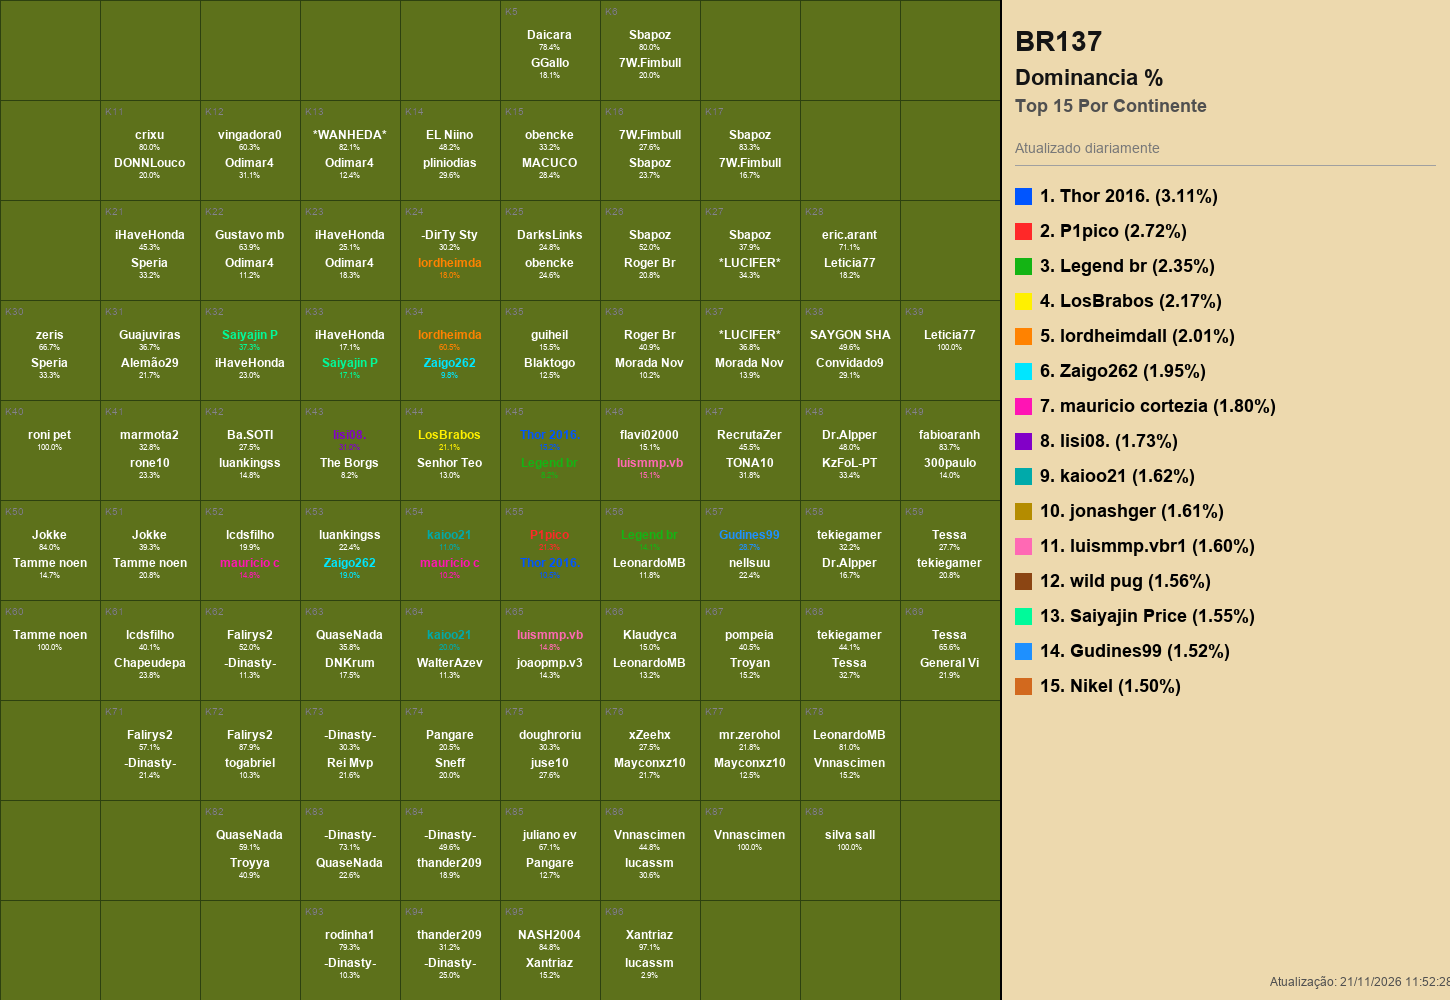 K5
Daicara
78.4%
GGallo
18.1%
K6
Sbapoz
80.0%
7W.Fimbull
20.0%
K11
crixu
80.0%
DONNLouco
20.0%
K12
vingadora0
60.3%
Odimar4
31.1%
K13
*WANHEDA*
82.1%
Odimar4
12.4%
K14
EL Niino
48.2%
pliniodias
29.6%
K15
obencke
33.2%
MACUCO
28.4%
K16
7W.Fimbull
27.6%
Sbapoz
23.7%
K17
Sbapoz
83.3%
7W.Fimbull
16.7%
K21
iHaveHonda
45.3%
Speria
33.2%
K22
Gustavo mb
63.9%
Odimar4
11.2%
K23
iHaveHonda
25.1%
Odimar4
18.3%
K24
-DirTy Sty
30.2%
lordheimda
18.0%
K25
DarksLinks
24.8%
obencke
24.6%
K26
Sbapoz
52.0%
Roger Br
20.8%
K27
Sbapoz
37.9%
*LUCIFER*
34.3%
K28
eric.arant
71.1%
Leticia77
18.2%
K30
zeris
66.7%
Speria
33.3%
K31
Guajuviras
36.7%
Alemão29
21.7%
K32
Saiyajin P
37.3%
iHaveHonda
23.0%
K33
iHaveHonda
17.1%
Saiyajin P
17.1%
K34
lordheimda
60.5%
Zaigo262
9.8%
K35
guiheil
15.5%
Blaktogo
12.5%
K36
Roger Br
40.9%
Morada Nov
10.2%
K37
*LUCIFER*
36.8%
Morada Nov
13.9%
K38
SAYGON SHA
49.6%
Convidado9
29.1%
K39
Leticia77
100.0%
K40
roni pet
100.0%
K41
marmota2
32.8%
rone10
23.3%
K42
Ba.SOTI
27.5%
luankingss
14.8%
K43
lisi08.
The Borgs
8.2%
K44
LosBrabos
21.1%
Senhor Teo
13.0%
K45
Thor 2016.
Legend br
K46
flavi02000
15.1%
luismmp.vb
15.1%
K47
RecrutaZer
45.5%
TONA10
31.8%
K48
Dr.Alpper
48.0%
KzFoL-PT
33.4%
K49
fabioaranh
83.7%
300paulo
14.0%
K50
Jokke
84.0%
Tamme noen
14.7%
K51
Jokke
39.3%
Tamme noen
20.8%
K52
lcdsfilho
19.9%
mauricio c
K53
luankingss
22.4%
Zaigo262
19.0%
K54
kaioo21
mauricio c
K55
P1pico
Thor 2016.
K56
Legend br
LeonardoMB
11.8%
K57
Gudines99
nellsuu
22.4%
K58
tekiegamer
32.2%
Dr.Alpper
16.7%
K59
Tessa
27.7%
tekiegamer
20.8%
K60
Tamme noen
100.0%
K61
lcdsfilho
40.1%
Chapeudepa
23.8%
K62
Falirys2
52.0%
-Dinasty-
11.3%
K63
QuaseNada
35.8%
DNKrum
17.5%
K64
kaioo21
WalterAzev
11.3%
K65
luismmp.vb
14.8%
joaopmp.v3
14.3%
K66
Klaudyca
15.0%
LeonardoMB
13.2%
K67
pompeia
40.5%
Troyan
15.2%
K68
tekiegamer
44.1%
Tessa
32.7%
K69
Tessa
65.6%
General Vi
21.9%
K71
Falirys2
57.1%
-Dinasty-
21.4%
K72
Falirys2
87.9%
togabriel
10.3%
K73
-Dinasty-
30.3%
Rei Mvp
21.6%
K74
Pangare
20.5%
Sneff
20.0%
K75
doughroriu
30.3%
juse10
27.6%
K76
xZeehx
27.5%
Mayconxz10
21.7%
K77
mr.zerohol
21.8%
Mayconxz10
12.5%
K78
LeonardoMB
81.0%
Vnnascimen
15.2%
K82
QuaseNada
59.1%
Troyya
40.9%
K83
-Dinasty-
73.1%
QuaseNada
22.6%
K84
-Dinasty-
49.6%
thander209
18.9%
K85
juliano ev
67.1%
Pangare
12.7%
K86
Vnnascimen
44.8%
lucassm
30.6%
K87
Vnnascimen
100.0%
K88
silva sall
100.0%
K93
rodinha1
79.3%
-Dinasty-
10.3%
K94
thander209
31.2%
-Dinasty-
25.0%
K95
NASH2004
84.8%
Xantriaz
15.2%
K96
Xantriaz
97.1%
lucassm
2.9%
BR137
Dominancia %
Top 15 Por Continente
Atualizado diariamente
1. Thor 2016. (3.11%)
2. P1pico (2.72%)
3. Legend br (2.35%)
4. LosBrabos (2.17%)
5. lordheimdall (2.01%)
6. Zaigo262 (1.95%)
7. mauricio cortezia (1.80%)
8. lisi08. (1.73%)
9. kaioo21 (1.62%)
10. jonashger (1.61%)
11. luismmp.vbr1 (1.60%)
12. wild pug (1.56%)
13. Saiyajin Price (1.55%)
14. Gudines99 (1.52%)
15. Nikel (1.50%)
Atualização: 21/11/2026 11:52:28